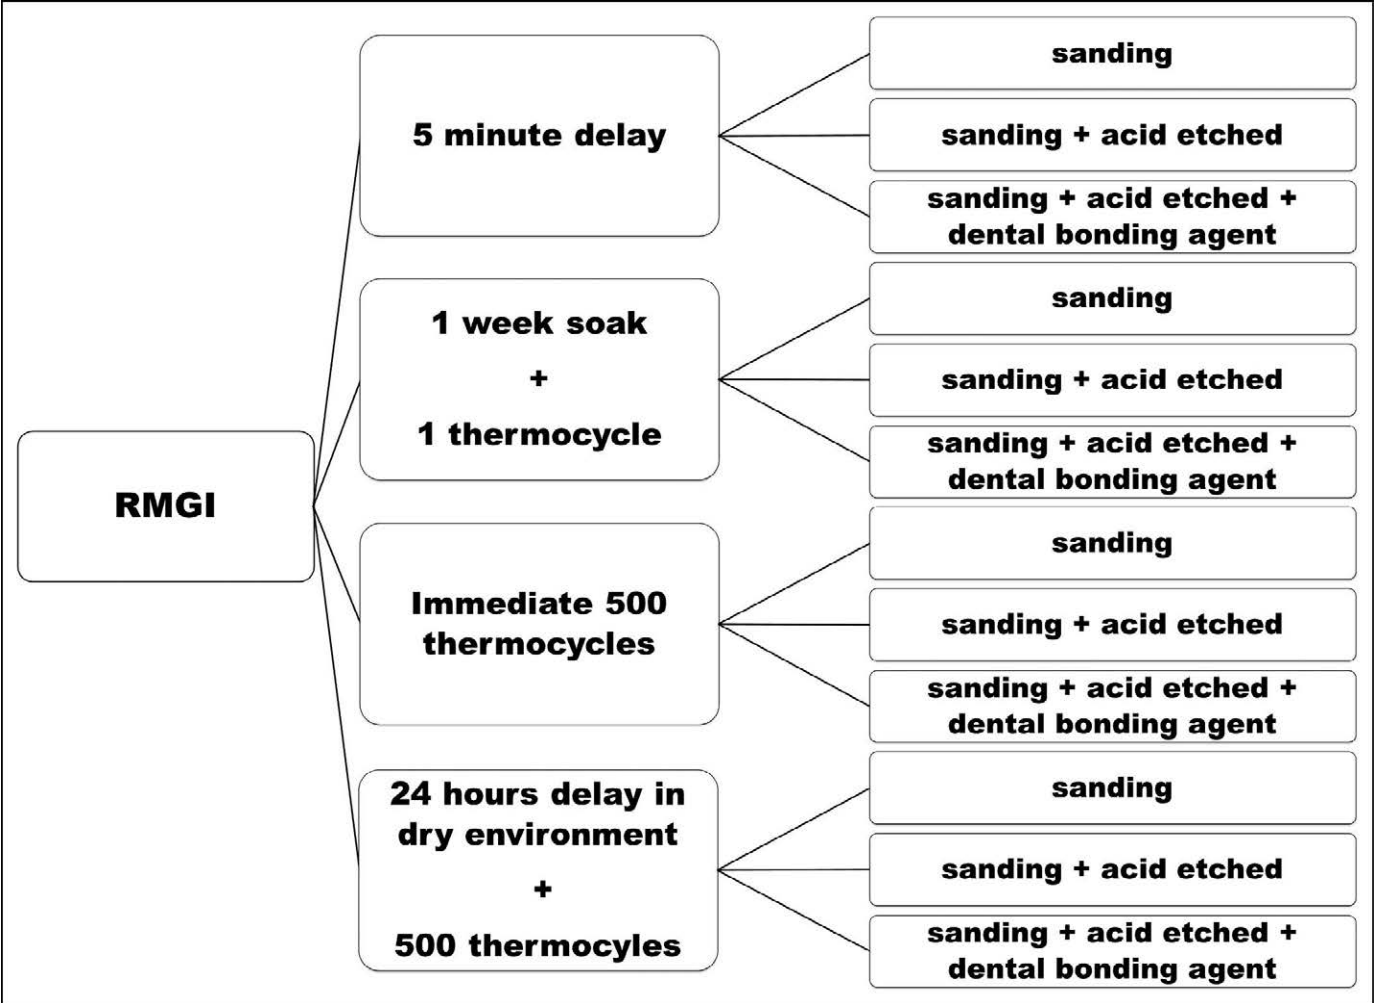 RMGI
5 minute delay
sanding
sanding + acid etched
sanding + acid etched +
dental bonding agent
1 week soak
+
1 thermocycle
sanding
sanding + acid etched
sanding + acid etched +
dental bonding agent
Immediate 500
thermocycles
sanding
sanding + acid etched
sanding + acid etched +
dental bonding agent
24 hours delay in
dry environment
+
500 thermocyles
sanding
sanding + acid etched
sanding + acid etched +
dental bonding agent